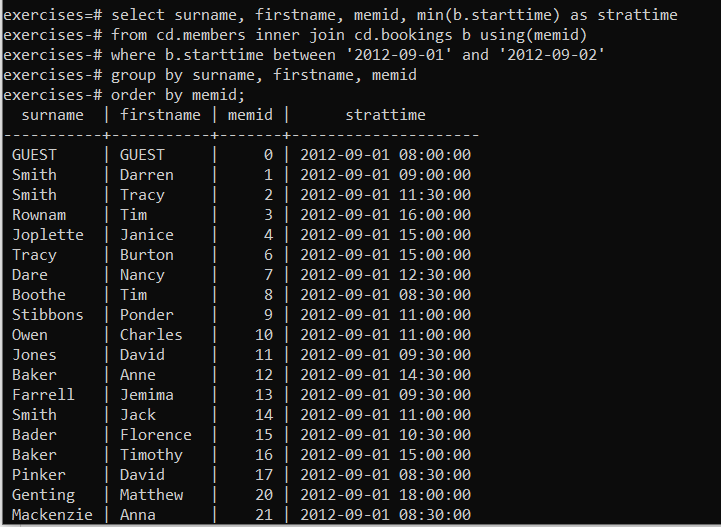 exercises=# select surname, firstname, memid, min(b.starttime) as strattime
exercises-# from cd.members inner join cd.bookings b using(memid)
exercises-# where b.starttime between '2012-09-01' and '2012-09-02'
exercises-# group by surname, firstname, memid
exercises-# order by memid;
  surname  | firstname | memid |      strattime
-----------+-----------+-------+---------------------
 GUEST     | GUEST     |     0 | 2012-09-01 08:00:00
 Smith     | Darren    |     1 | 2012-09-01 09:00:00
 Smith     | Tracy     |     2 | 2012-09-01 11:30:00
 Rownam    | Tim       |     3 | 2012-09-01 16:00:00
 Joplette  | Janice    |     4 | 2012-09-01 15:00:00
 Tracy     | Burton    |     6 | 2012-09-01 15:00:00
 Dare      | Nancy     |     7 | 2012-09-01 12:30:00
 Boothe    | Tim       |     8 | 2012-09-01 08:30:00
 Stibbons  | Ponder    |     9 | 2012-09-01 11:00:00
 Owen      | Charles   |    10 | 2012-09-01 11:00:00
 Jones     | David     |    11 | 2012-09-01 09:30:00
 Baker     | Anne      |    12 | 2012-09-01 14:30:00
 Farrell   | Jemima    |    13 | 2012-09-01 09:30:00
 Smith     | Jack      |    14 | 2012-09-01 11:00:00
 Bader     | Florence  |    15 | 2012-09-01 10:30:00
 Baker     | Timothy   |    16 | 2012-09-01 15:00:00
 Pinker    | David     |    17 | 2012-09-01 08:30:00
 Genting   | Matthew   |    20 | 2012-09-01 18:00:00
 Mackenzie | Anna      |    21 | 2012-09-01 08:30:00